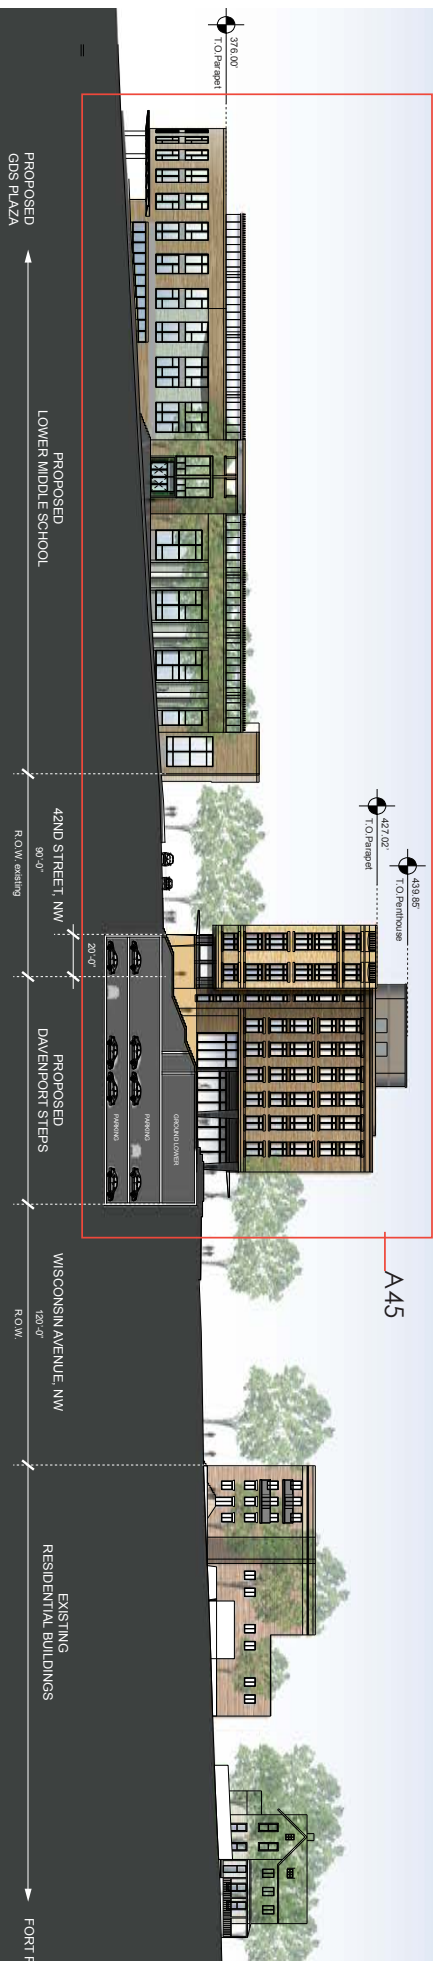 376.00'
T.O.Parapet
427.02'
T.O.Parapet
439.85'
T.O.Penthouse
A45
GROUND LOWER
PARKING
PARKING
PROPOSED
GDS PLAZA
PROPOSED
LOWER MIDDLE SCHOOL
42ND STREET, NW
90'-0"
R.O.W. existing
20'-0"
PROPOSED
DAVENPORT STEPS
WISCONSIN AVENUE, NW
120'-0"
R.O.W.
EXISTING
RESIDENTIAL BUILDINGS
FORT